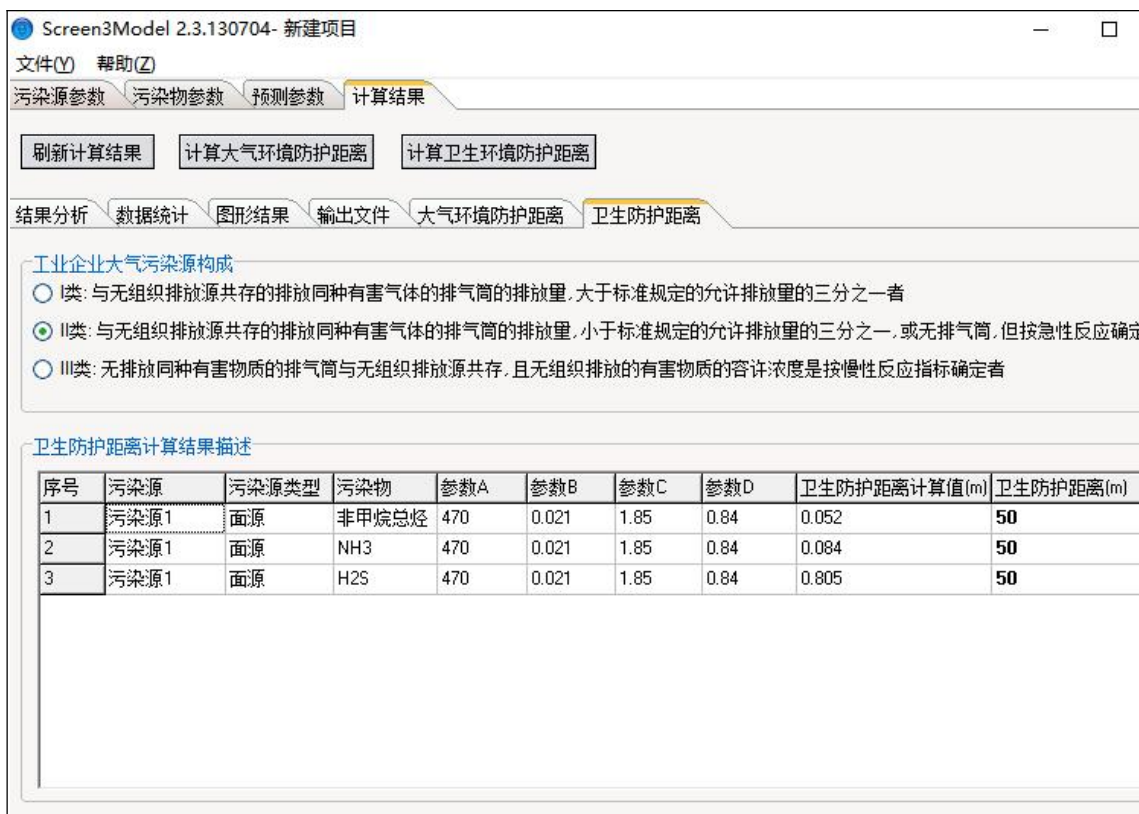 Screen3Model 2.3.130704- 新建项目
文件(Y) 帮助(Z)
污染源参数 污染物参数 预测参数 计算结果
刷新计算结果 计算大气环境防护距离 计算卫生环境防护距离
结果分析 数据统计 图形结果 输出文件 大气环境防护距离 卫生防护距离
工业企业大气污染源构成
I类: 与无组织排放源共存的排放同种有害气体的排气筒的排放量,大于标准规定的允许排放量的三分之一者
II类: 与无组织排放源共存的排放同种有害气体的排气筒的排放量,小于标准规定的允许排放量的三分之一,或无排气筒,但按急性反应确定
III类: 无排放同种有害物质的排气筒与无组织排放源共存,且无组织排放的有害物质的容许浓度是按慢性反应指标确定者
卫生防护距离计算结果描述
序号 污染源 污染源类型 污染物 参数A 参数B 参数C 参数D 卫生防护距离计算值(m) 卫生防护距离(m)
1 污染源1 面源 非甲烷总烃 470 0.021 1.85 0.84 0.052 50
2 污染源1 面源 NH3 470 0.021 1.85 0.84 0.084 50
3 污染源1 面源 H2S 470 0.021 1.85 0.84 0.805 50